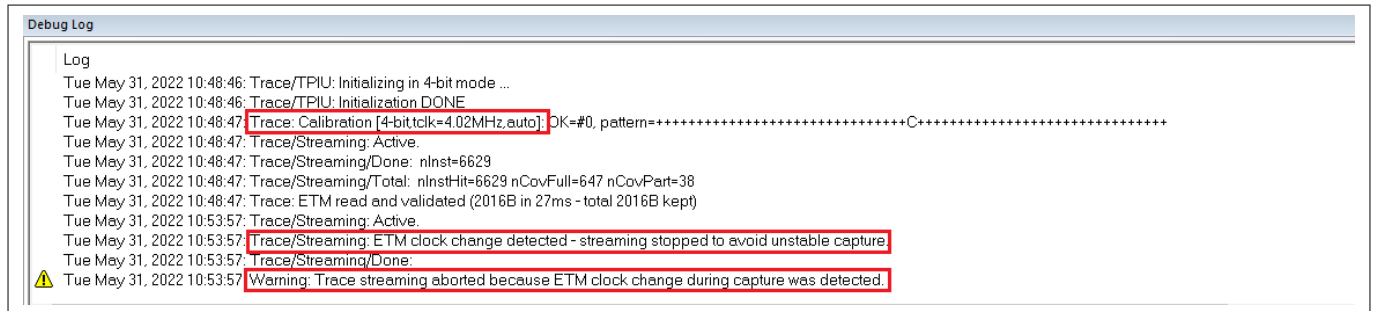 Debug Log
Log
Tue May 31, 2022 10:48:46: Trace/TPIU: Initializing in 4-bit mode ...
Tue May 31, 2022 10:48:46: Trace/TPIU: Initialization DONE
Tue May 31, 2022 10:48:47: Trace: Calibration [4-bit,tclk=4.02MHz,auto]: OK=#0, pattern=+++++++++++++++++++++++++++++++C+++++++++++++++++++++++++++++++
Tue May 31, 2022 10:48:47: Trace/Streaming: Active.
Tue May 31, 2022 10:48:47: Trace/Streaming/Done: nInst=6629
Tue May 31, 2022 10:48:47: Trace/Streaming/Total: nInstHit=6629 nCovFull=647 nCovPart=38
Tue May 31, 2022 10:48:47: Trace: ETM read and validated (2016B in 27ms - total 2016B kept)
Tue May 31, 2022 10:53:57: Trace/Streaming: Active.
Tue May 31, 2022 10:53:57: Trace/Streaming: ETM clock change detected - streaming stopped to avoid unstable capture.
Tue May 31, 2022 10:53:57: Trace/Streaming/Done:
Tue May 31, 2022 10:53:57: Warning: Trace streaming aborted because ETM clock change during capture was detected.